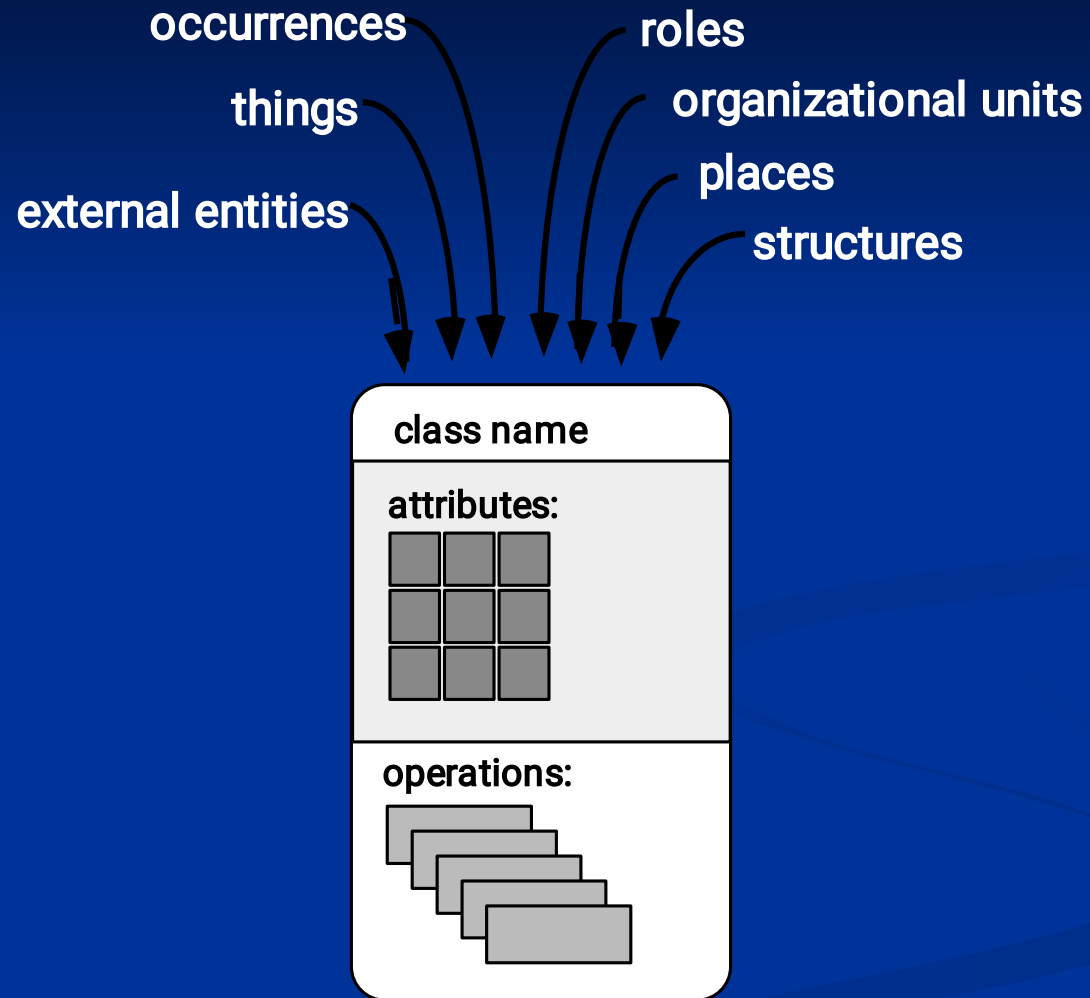 occurrences
roles
things
organizational units
places
external entities
structures
class name
attributes:
operations: